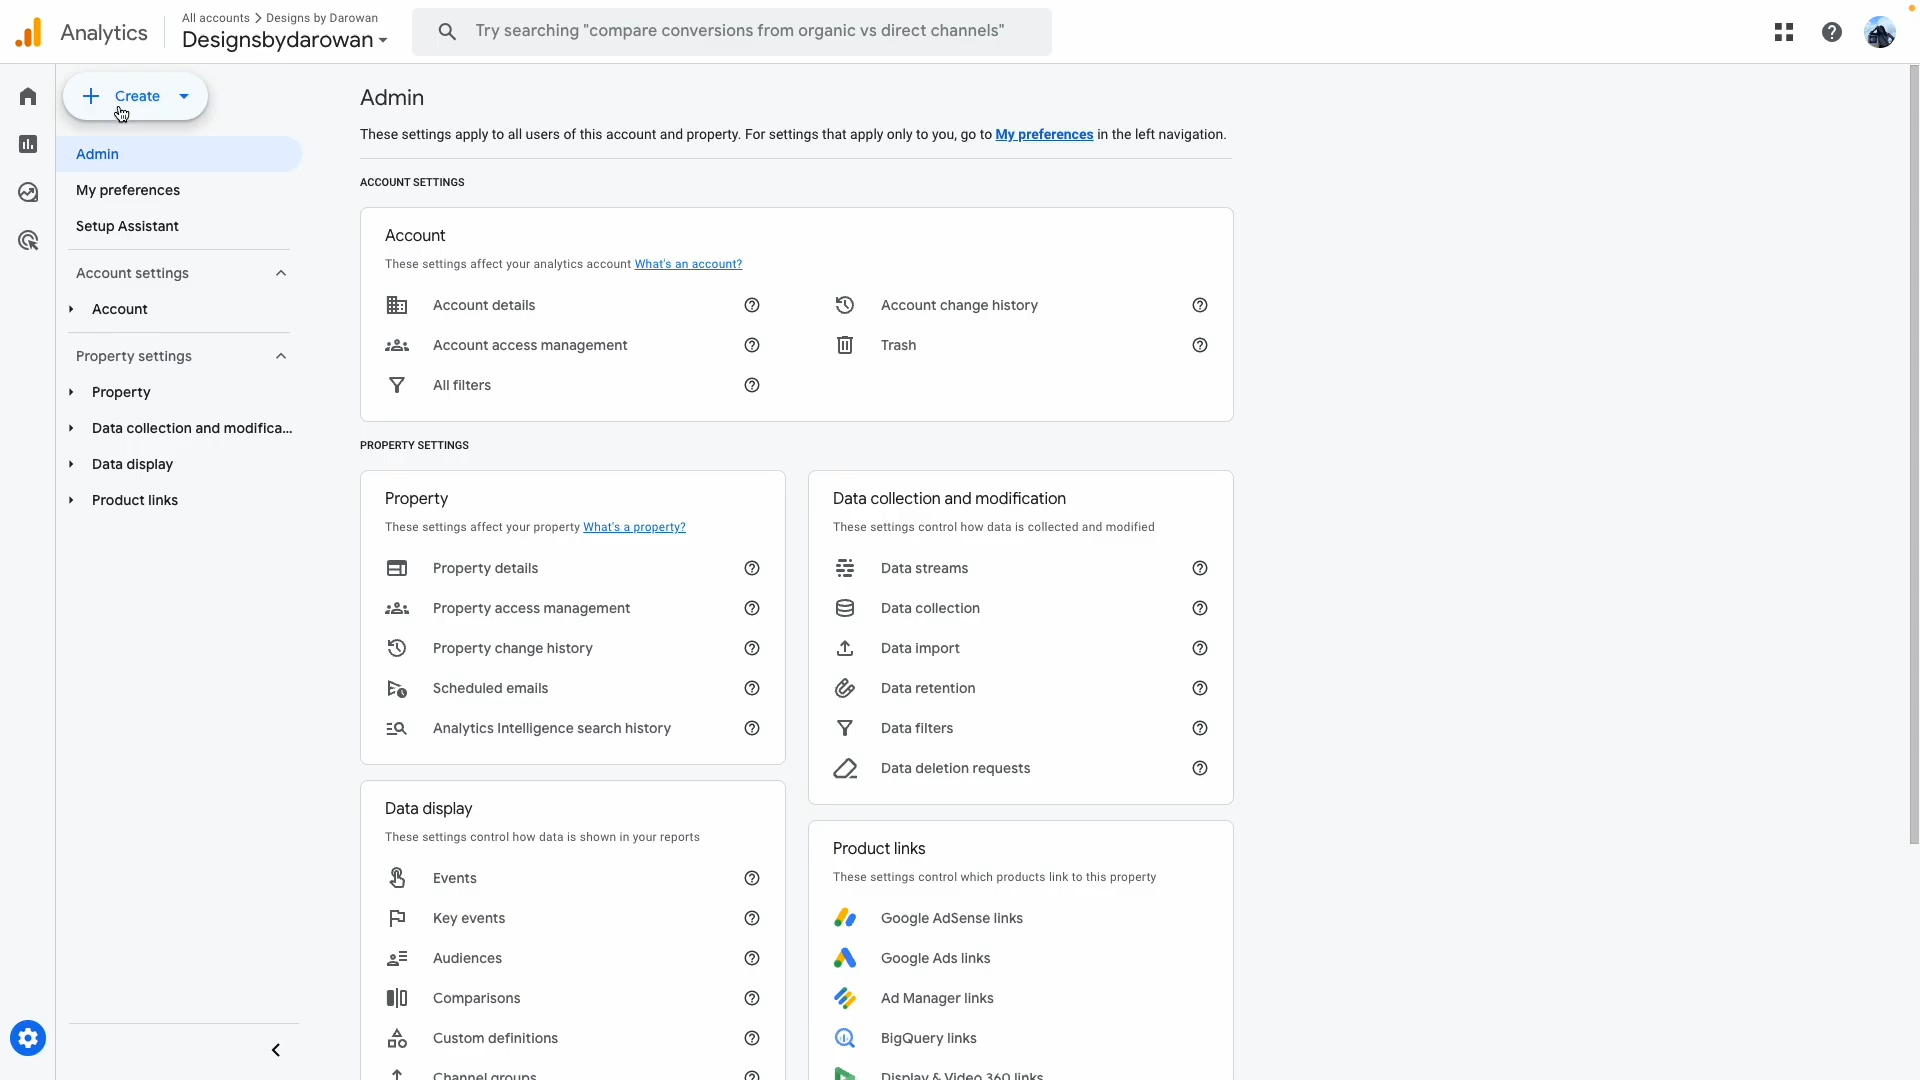 Analytics
All accounts > Designs by Darowan
Designsbydarowan
Try searching "compare conversions from organic vs direct channels"
Create
Admin
My preferences
Setup Assistant
Account settings
Account
Property settings
Property
Data collection and modifica...
Data display
Product links
Admin
These settings apply to all users of this account and property. For settings that apply only to you, go to My preferences in the left navigation.
ACCOUNT SETTINGS
Account
These settings affect your analytics account What's an account?
Account details
Account change history
Account access management
Trash
All filters
PROPERTY SETTINGS
Property
These settings affect your property What's a property?
Property details
Property access management
Property change history
Scheduled emails
Analytics Intelligence search history
Data collection and modification
These settings control how data is collected and modified
Data streams
Data collection
Data import
Data retention
Data filters
Data deletion requests
Data display
These settings control how data is shown in your reports
Events
Key events
Audiences
Comparisons
Custom definitions
Channel groups
Product links
These settings control which products link to this property
Google AdSense links
Google Ads links
Ad Manager links
BigQuery links
Display & Video 360 links